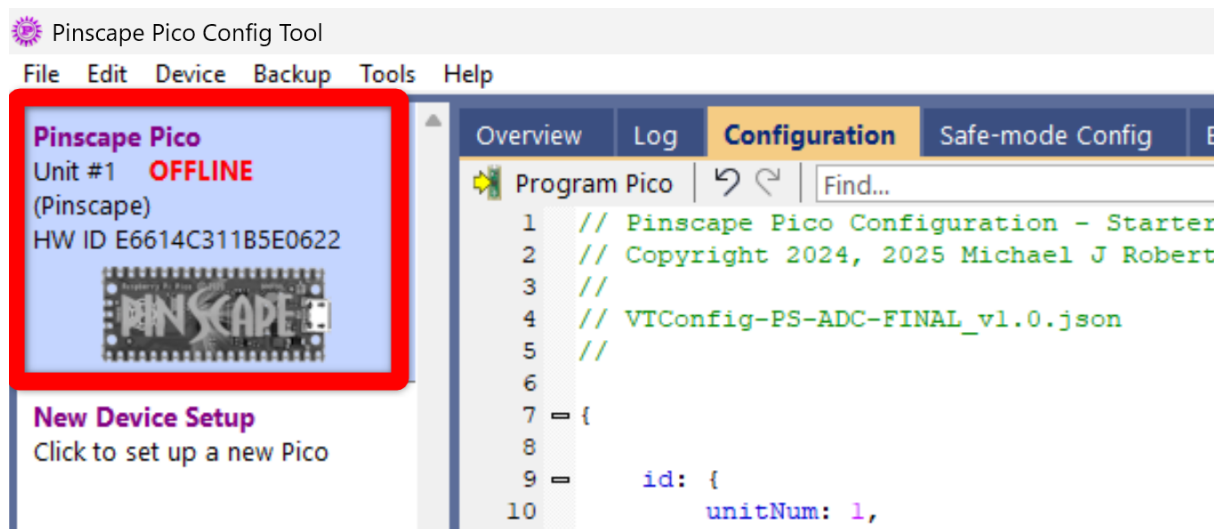 Pinscape Pico Config Tool
File Edit Device Backup Tools Help
Pinscape Pico
Unit #1 OFFLINE
(Pinscape)
HW ID E6614C311B5E0622
PINSCAPE
New Device Setup
Click to set up a new Pico
Overview Log Configuration Safe-mode Config
Program Pico Find...
1 // Pinscape Pico Configuration - Starter
2 // Copyright 2024, 2025 Michael J Robert
3 //
4 // VTConfig-PS-ADC-FINAL_v1.0.json
5 //
6
7 {
8
9 id: {
10 unitNum: 1,